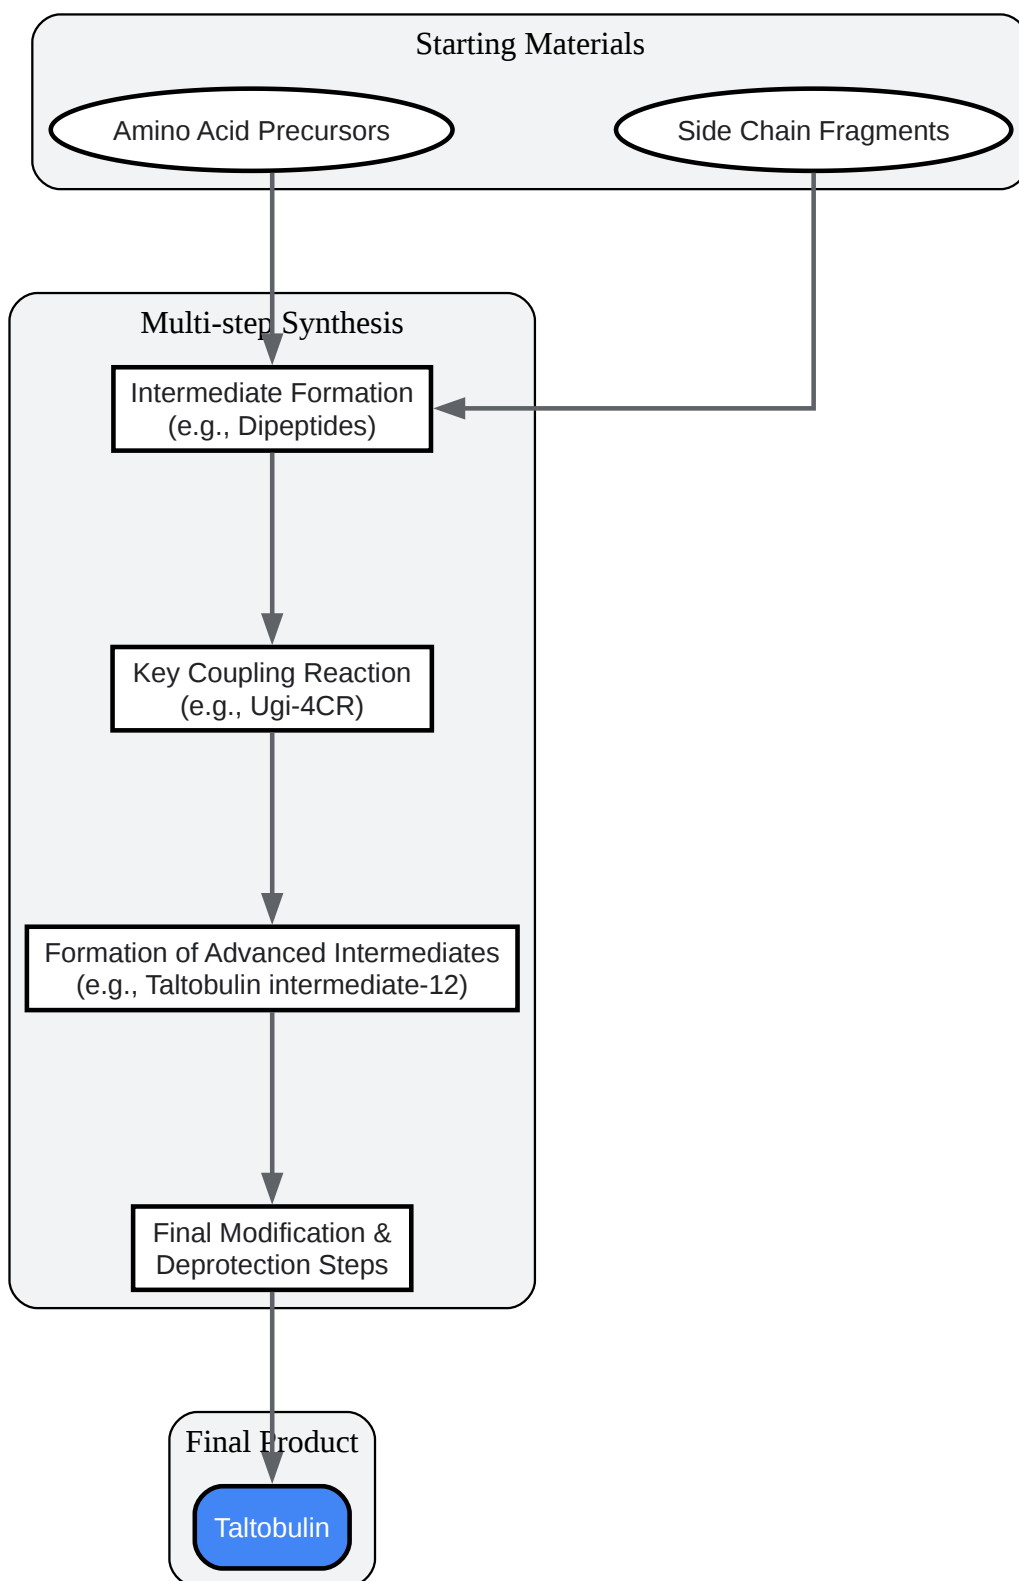 Starting Materials
Amino Acid Precursors
Side Chain Fragments
Multi-step Synthesis
Intermediate Formation
(e.g., Dipeptides)
Key Coupling Reaction
(e.g., Ugi-4CR)
Formation of Advanced Intermediates
(e.g., Taltobulin intermediate-12)
Final Modification &
Deprotection Steps
Final Product
Taltobulin